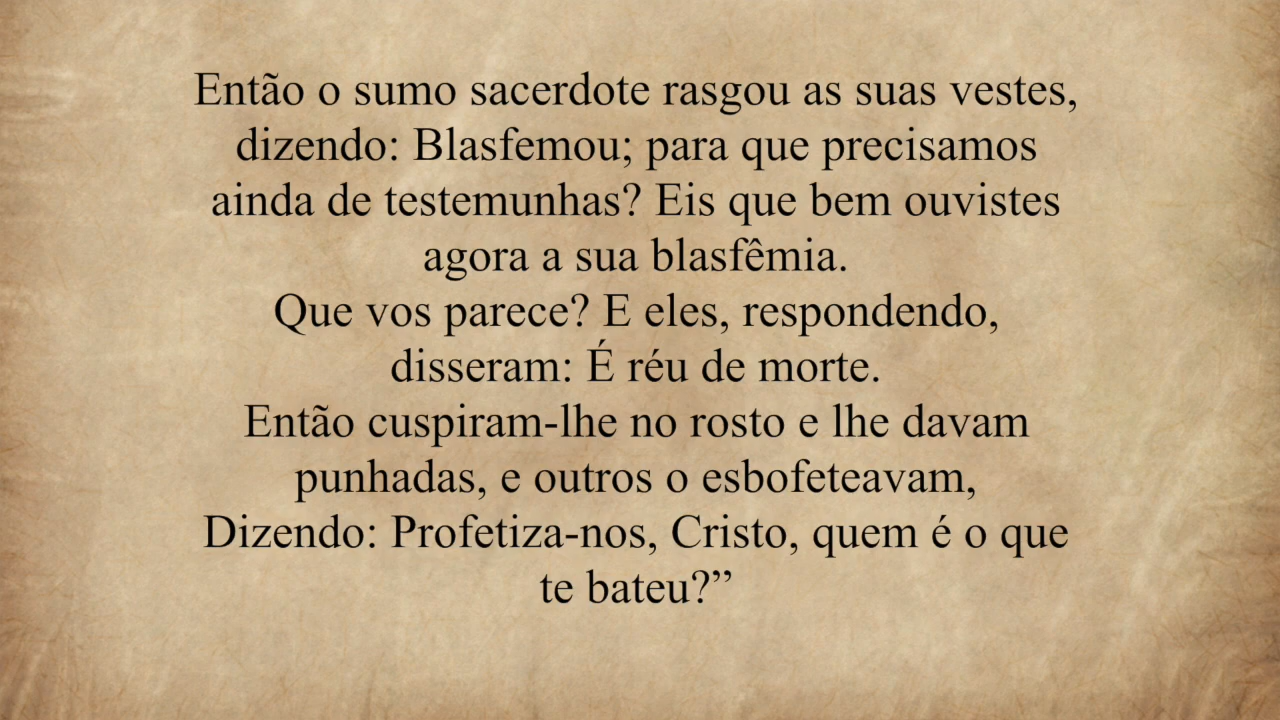 Então o sumo sacerdote rasgou as suas vestes,
dizendo: Blasfemou; para que precisamos
ainda de testemunhas? Eis que bem ouvistes
agora a sua blasfêmia.
Que vos parece? E eles, respondendo,
disseram: É réu de morte.
Então cuspiram-lhe no rosto e lhe davam
punhadas, e outros o esbofeteavam,
Dizendo: Profetiza-nos, Cristo, quem é o que
te bateu?”